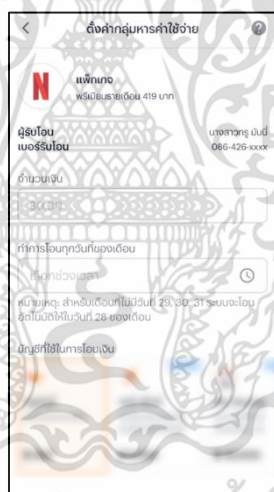 ตั้งค่ากลุ่มหารค่าใช้จ่าย
แพ็กเกจ
พรีเมียมรายเดือน 419 บาท
ผู้รับโอน นางสาวทรู มันนี่
เบอร์รับโอน 086-426-xxxx
จำนวนเงิน
ทำการโอนทุกวันที่ของเดือน
เลือกช่วงเวลา
หมายเหตุ: สำหรับเดือนที่ไม่มีวันที่ 29, 30, 31 ระบบจะโอน
อัตโนมัติให้ในวันที่ 28 ของเดือน
บัญชีที่ใช้ในการโอนเงิน